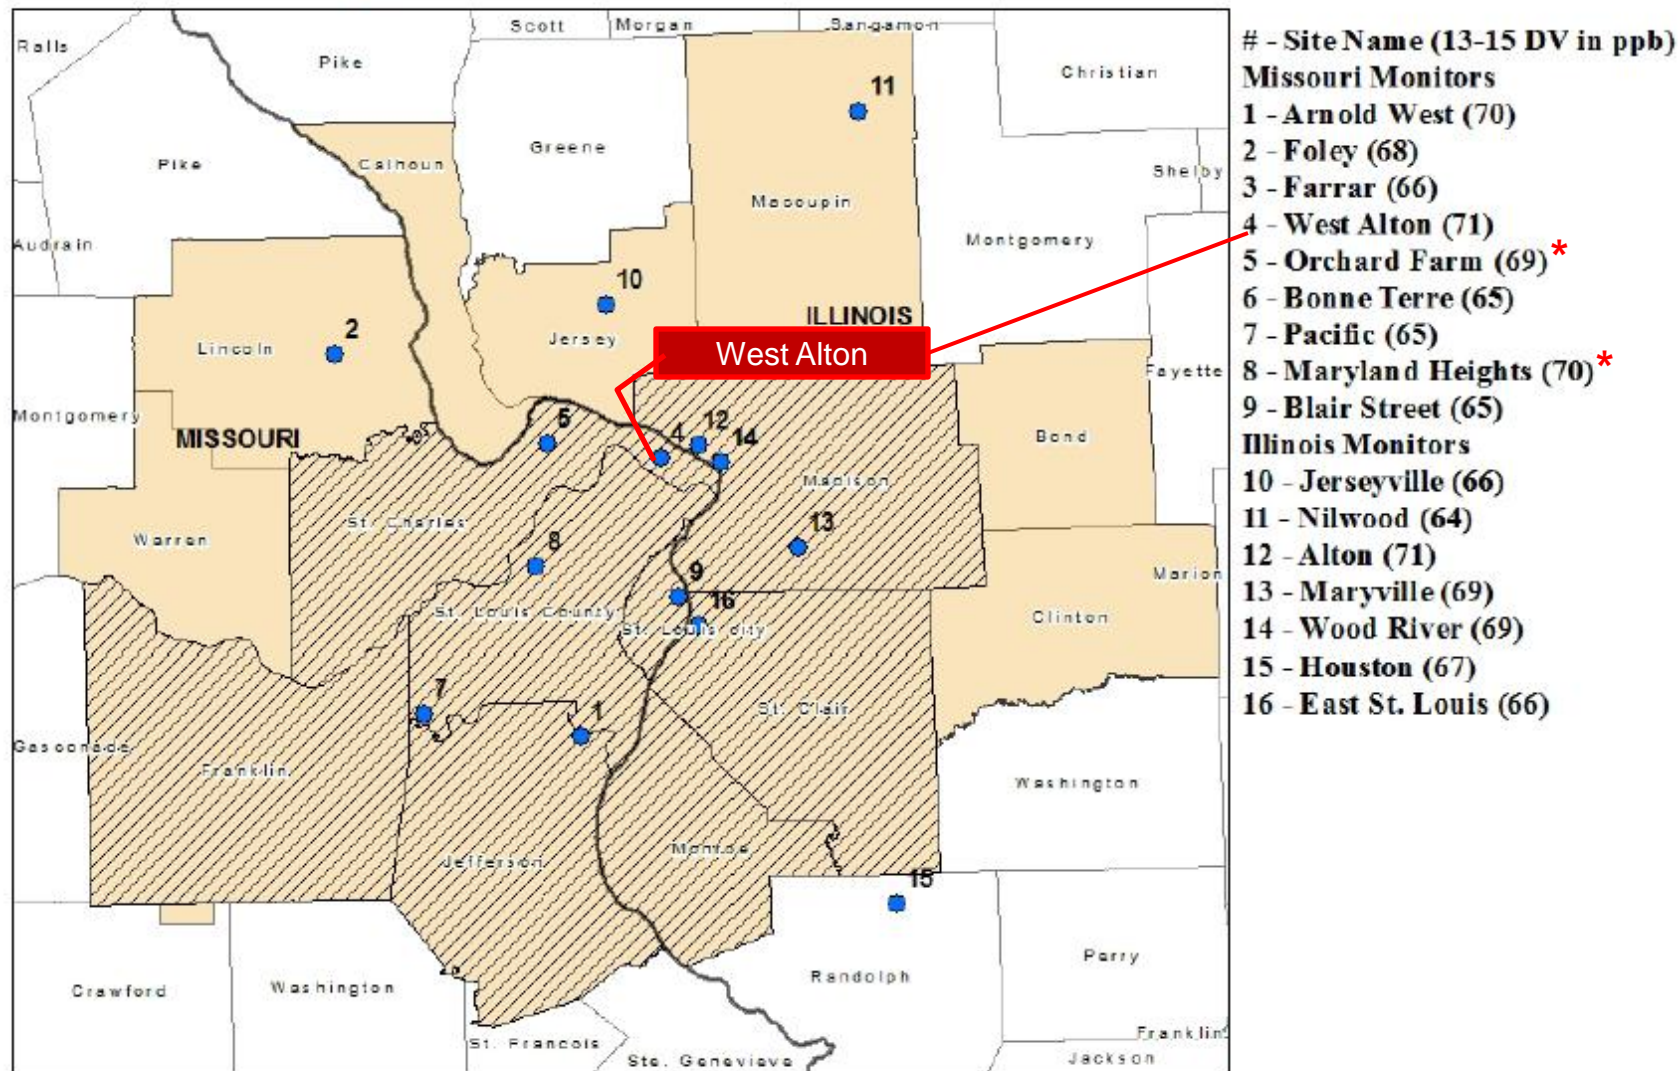 Scott
Morgan
Sangamon
Ralls
Pike
Christian
11
Greene
Pike
Calhoun
Shelby
Macoupin
Audrain
Montgomery
10
ILLINOIS
2
Lincoln
Jersey
West Alton
Fayette
Montgomery
5
4
12
14
MISSOURI
Bond
Madison
St. Charles
Warren
8
13
Marion
9
16
St. Louis County
St. Louis city
Clinton
7
1
St. Clair
Gasconade
Franklin
Washington
Jefferson
Monroe
15
Crawford
Washington
Randolph
Perry
St. Francois
Ste. Genevieve
Franklin
Jackson
# - Site Name (13-15 DV in ppb)
Missouri Monitors
1 - Arnold West (70)
2 - Foley (68)
3 - Farrar (66)
4 - West Alton (71)
5 - Orchard Farm (69)*
6 - Bonne Terre (65)
7 - Pacific (65)
8 - Maryland Heights (70)*
9 - Blair Street (65)
Illinois Monitors
10 - Jerseyville (66)
11 - Nilwood (64)
12 - Alton (71)
13 - Maryville (69)
14 - Wood River (69)
15 - Houston (67)
16 - East St. Louis (66)